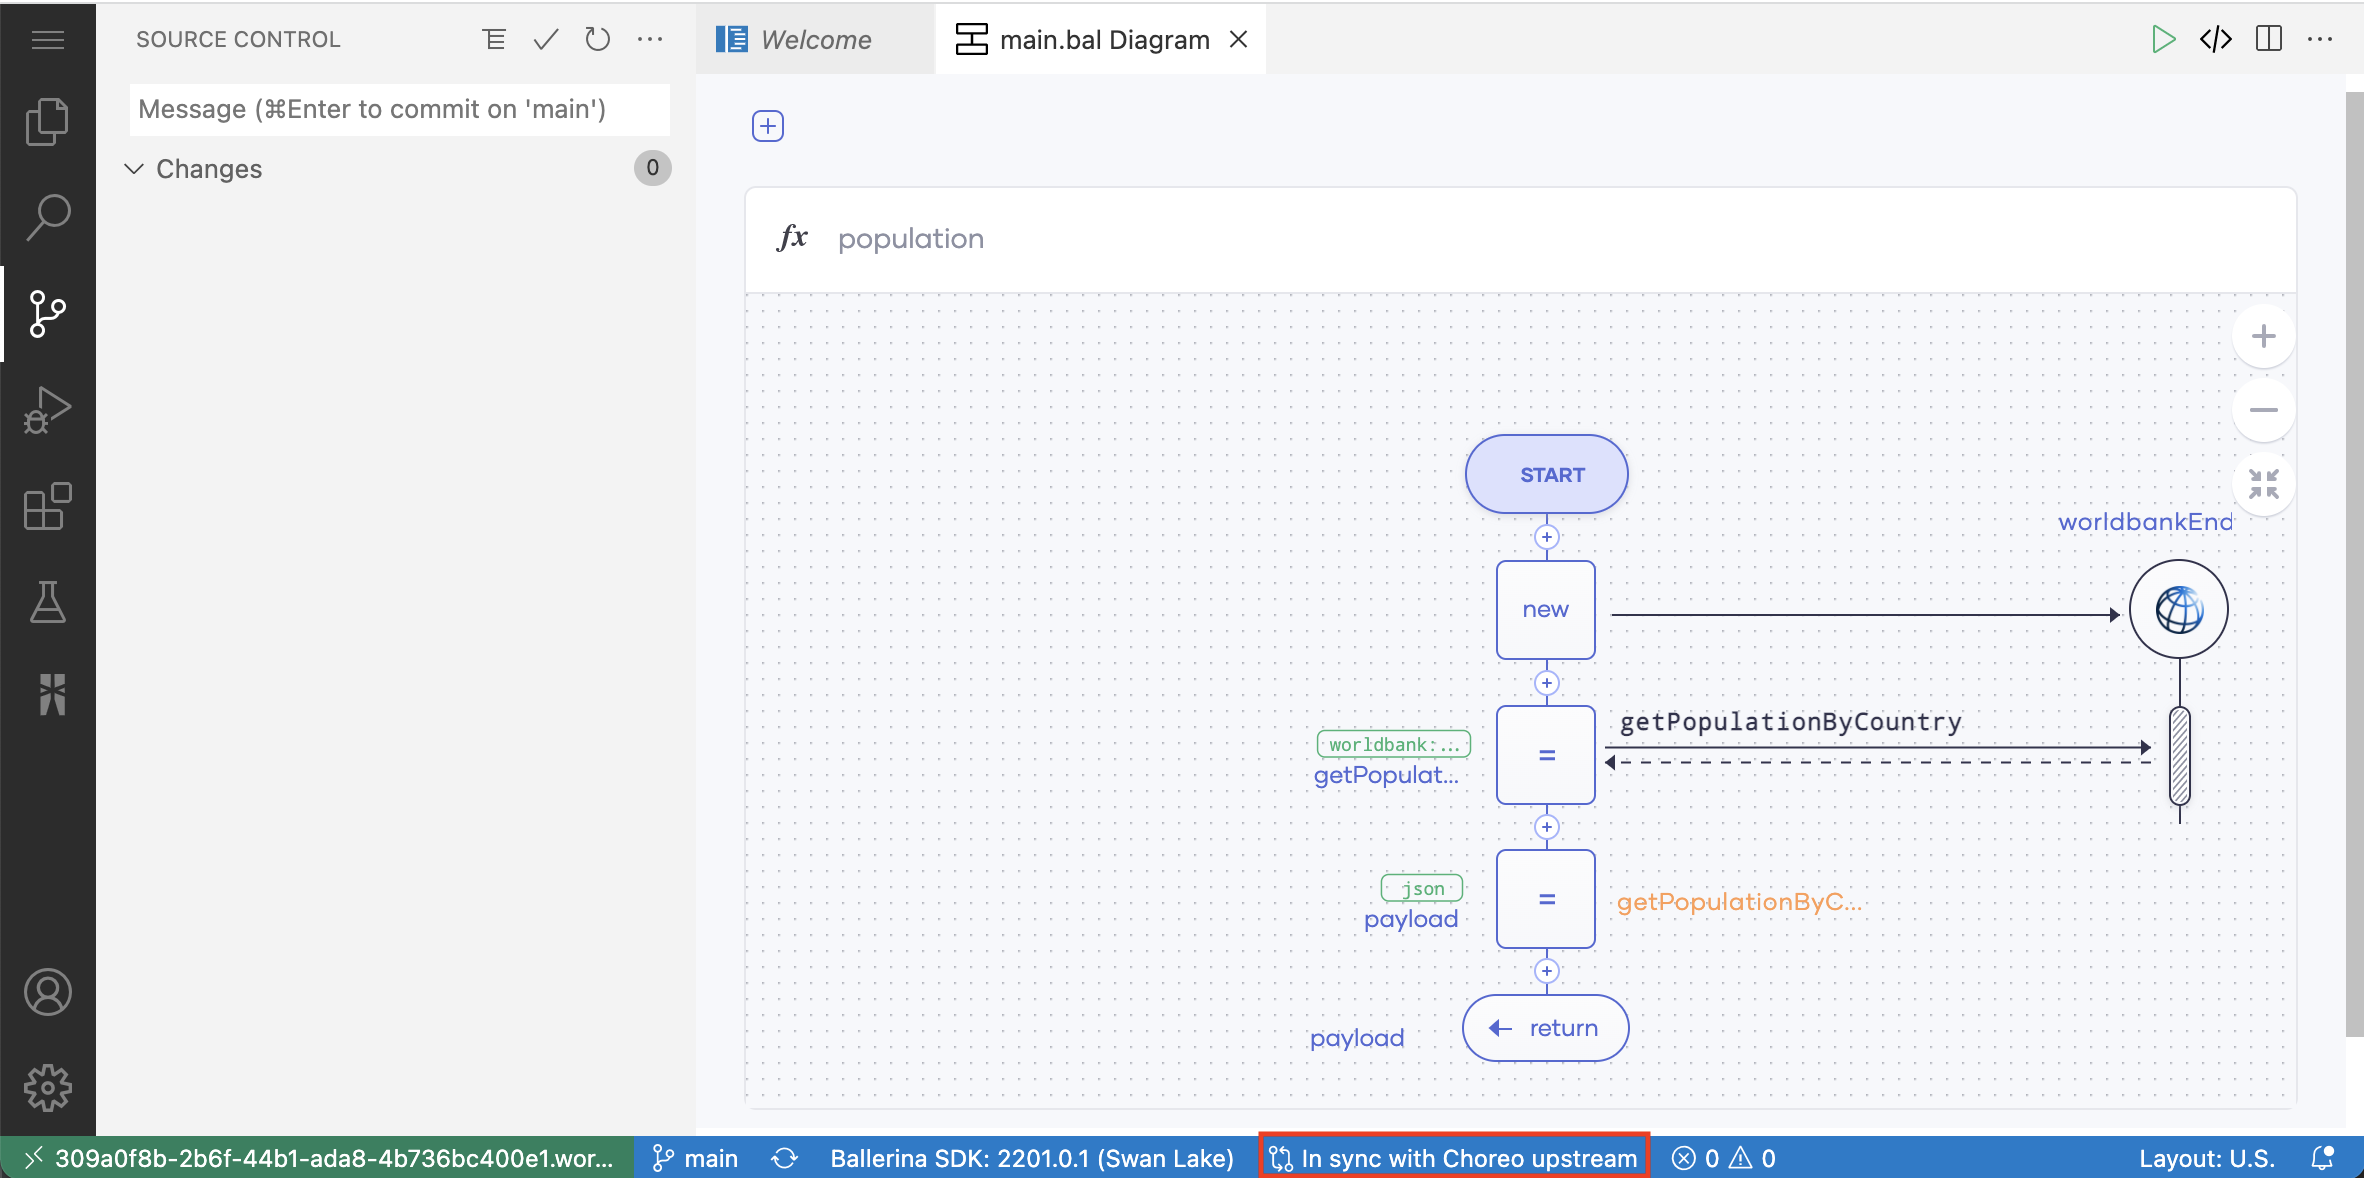 SOURCE CONTROL
Welcome
main.bal Diagram
Message (⌘Enter to commit on 'main')
Changes
0
fx population
START
worldbankEnd
new
getPopulationByCountry
worldbank:...
getPopulat...
=
json
payload
=
getPopulationByC...
payload
return
309a0f8b-2b6f-44b1-ada8-4b736bc400e1.wor... main Ballerina SDK: 2201.0.1 (Swan Lake) In sync with Choreo upstream 0 0 Layout: U.S.